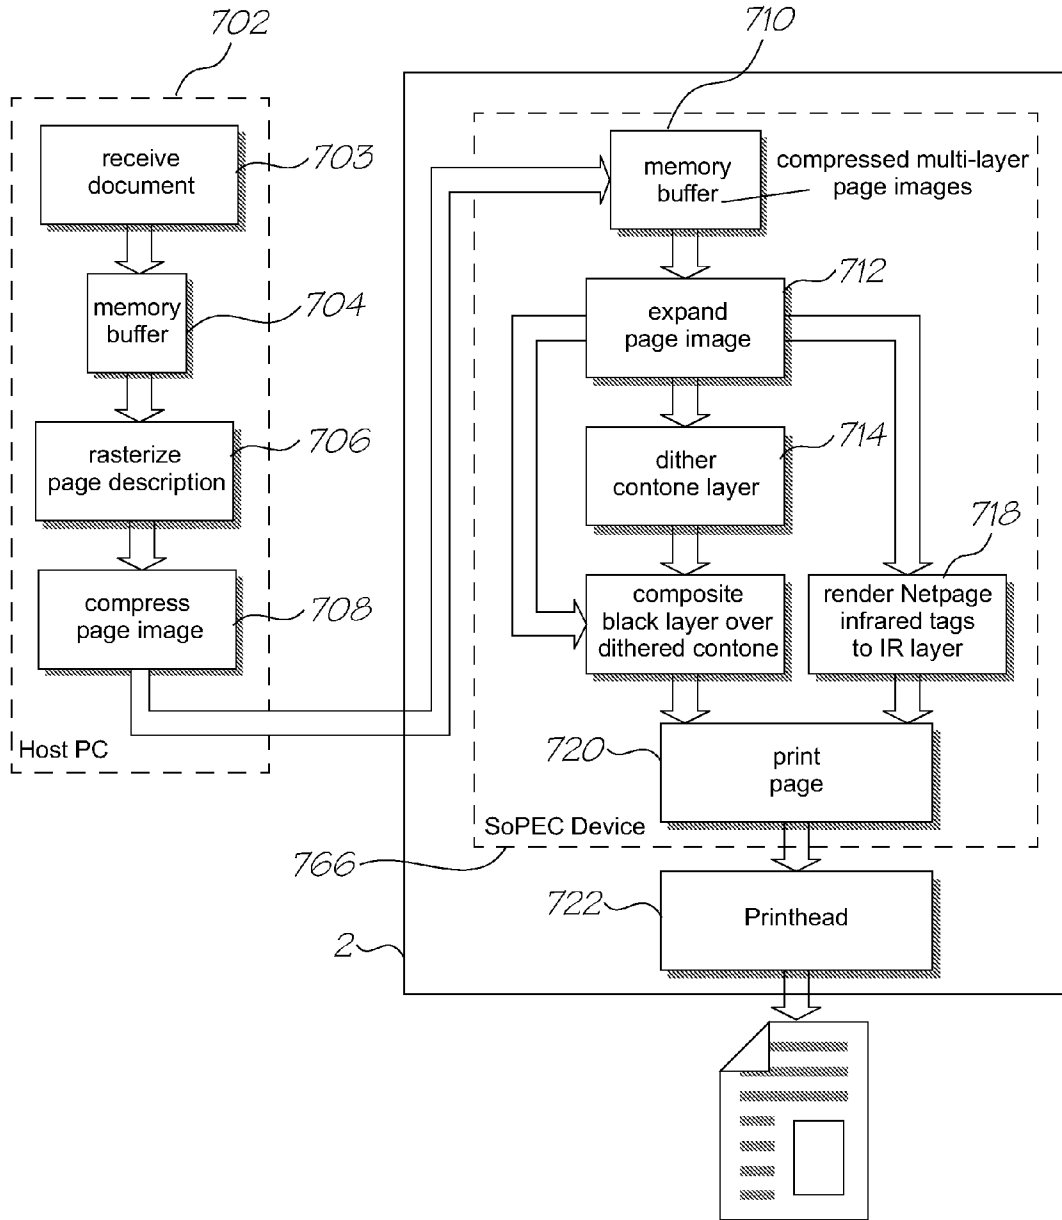 702
710
receive
document
703
memory
buffer
compressed multi-layer
page images
memory
buffer
704
expand
page image
712
rasterize
page description
706
dither
contone layer
714
718
compress
page image
708
composite
black layer over
dithered contone
render Netpage
infrared tags
to IR layer
Host PC
720
print
page
SoPEC Device
766
722
Printhead
2